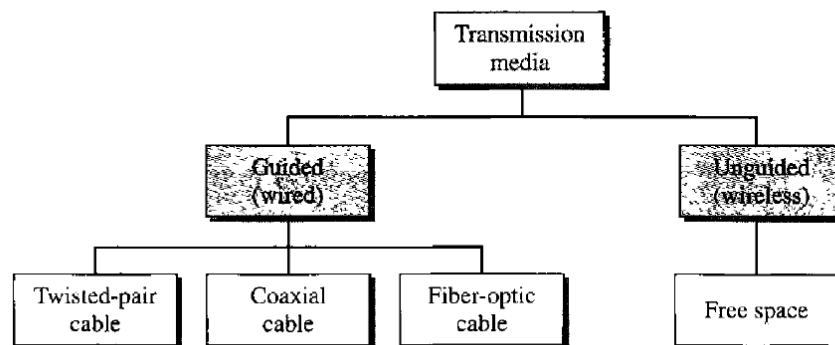 Transmission
media
Guided
(wired)
Unguided
(wireless)
Twisted-pair
cable
Coaxial
cable
Fiber-optic
cable
Free space